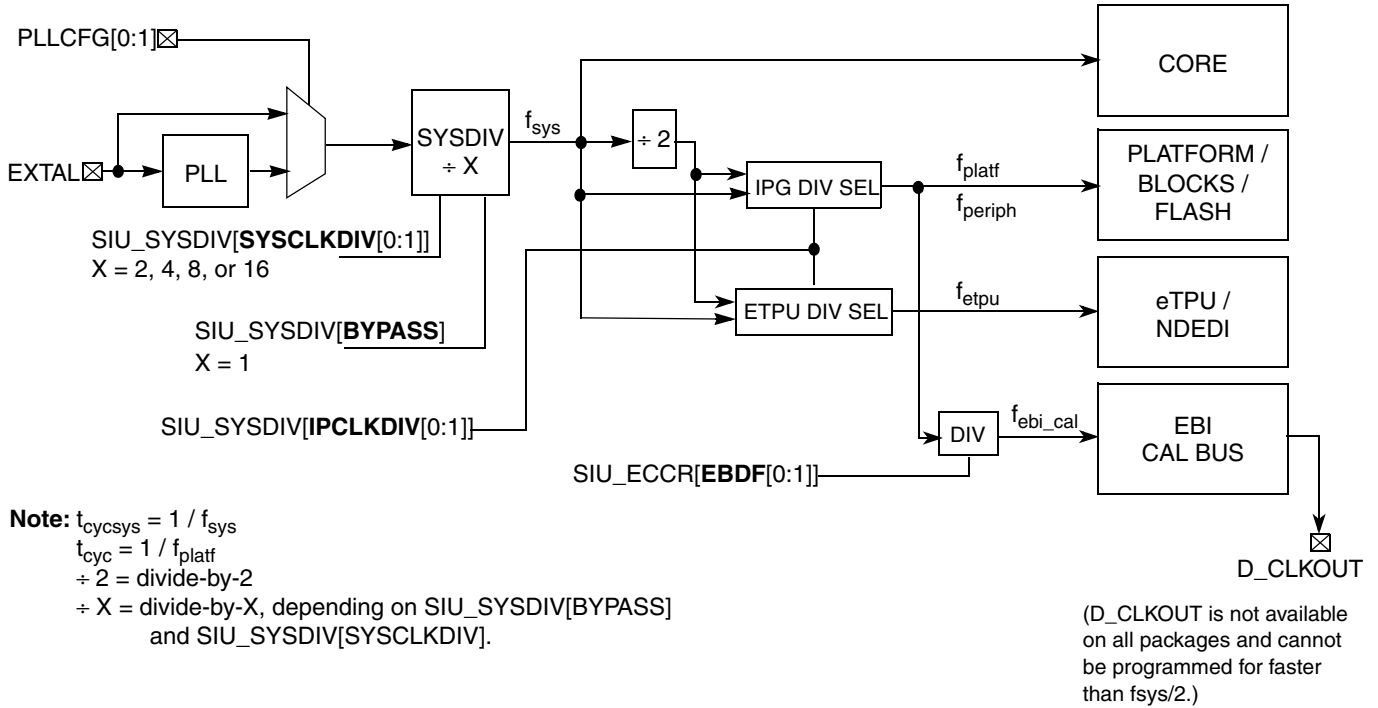 PLLCFG[0:1]
EXTAL
PLL
SYSDIV
÷ X
f_sys
÷ 2
IPG DIV SEL
ETPU DIV SEL
f_platf
f_periph
f_etpu
CORE
PLATFORM /
BLOCKS /
FLASH
eTPU /
NDEDI
SIU_SYSDIV[SYSCLKDIV[0:1]]
X = 2, 4, 8, or 16
SIU_SYSDIV[BYPASS]
X = 1
SIU_SYSDIV[IPCLKDIV[0:1]]
SIU_ECCR[EBDF[0:1]]
DIV
f_ebi_cal
EBI
CAL BUS
D_CLKOUT
(D_CLKOUT is not available
on all packages and cannot
be programmed for faster
than fsys/2.)
Note: t_cycsys = 1 / f_sys
t_cyc = 1 / f_platf
÷ 2 = divide-by-2
÷ X = divide-by-X, depending on SIU_SYSDIV[BYPASS]
and SIU_SYSDIV[SYSCLKDIV].